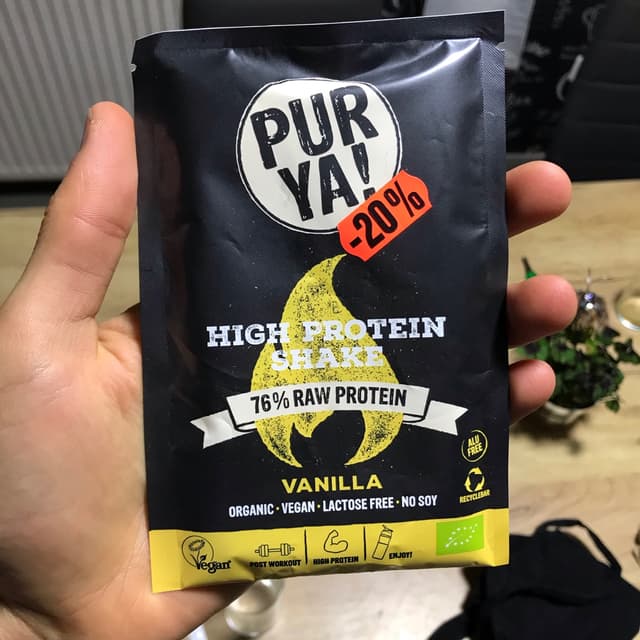 PUR
YA!
-20%
HIGH PROTEIN
SHAKE
76% RAW PROTEIN
VANILLA
ORGANIC · VEGAN · LACTOSE FREE · NO SOY
ALU
FREE
RECYCLEBAR
Vegan
POST WORKOUT
HIGH PROTEIN
ENJOY!